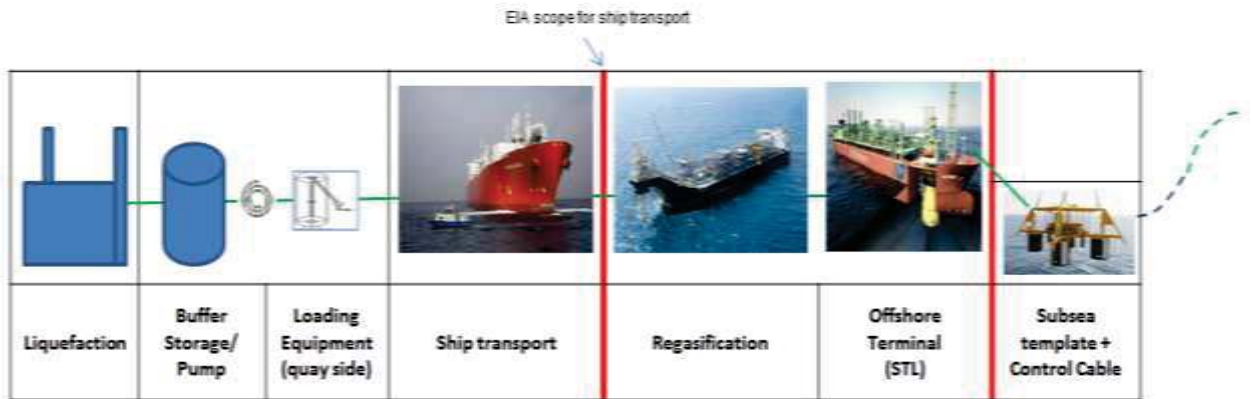 EIA scope for ship transport
Liquefaction
Buffer
Storage/
Pump
Loading
Equipment
(quay side)
Ship transport
Regasification
Offshore
Terminal
(STL)
Subsea
template +
Control Cable